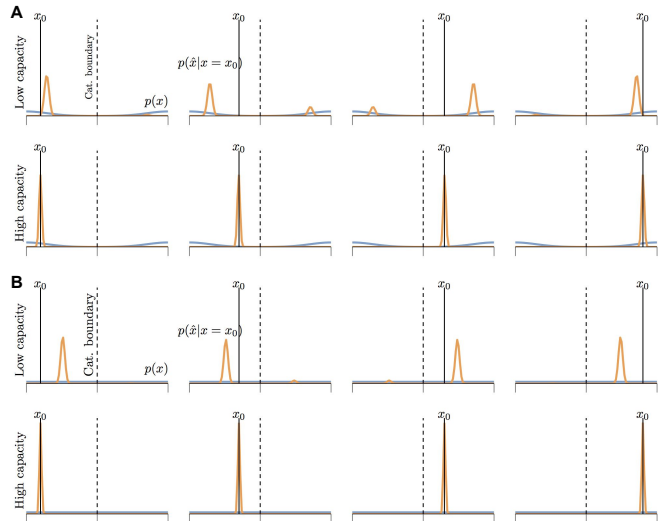 A
x₀ x₀ x₀ x₀
Low capacity
Cat. boundary
p(x̂|x = x₀)
p(x)
x₀ x₀ x₀ x₀
High capacity
B
x₀ x₀ x₀ x₀
Low capacity
Cat. boundary
p(x̂|x = x₀)
p(x)
x₀ x₀ x₀ x₀
High capacity